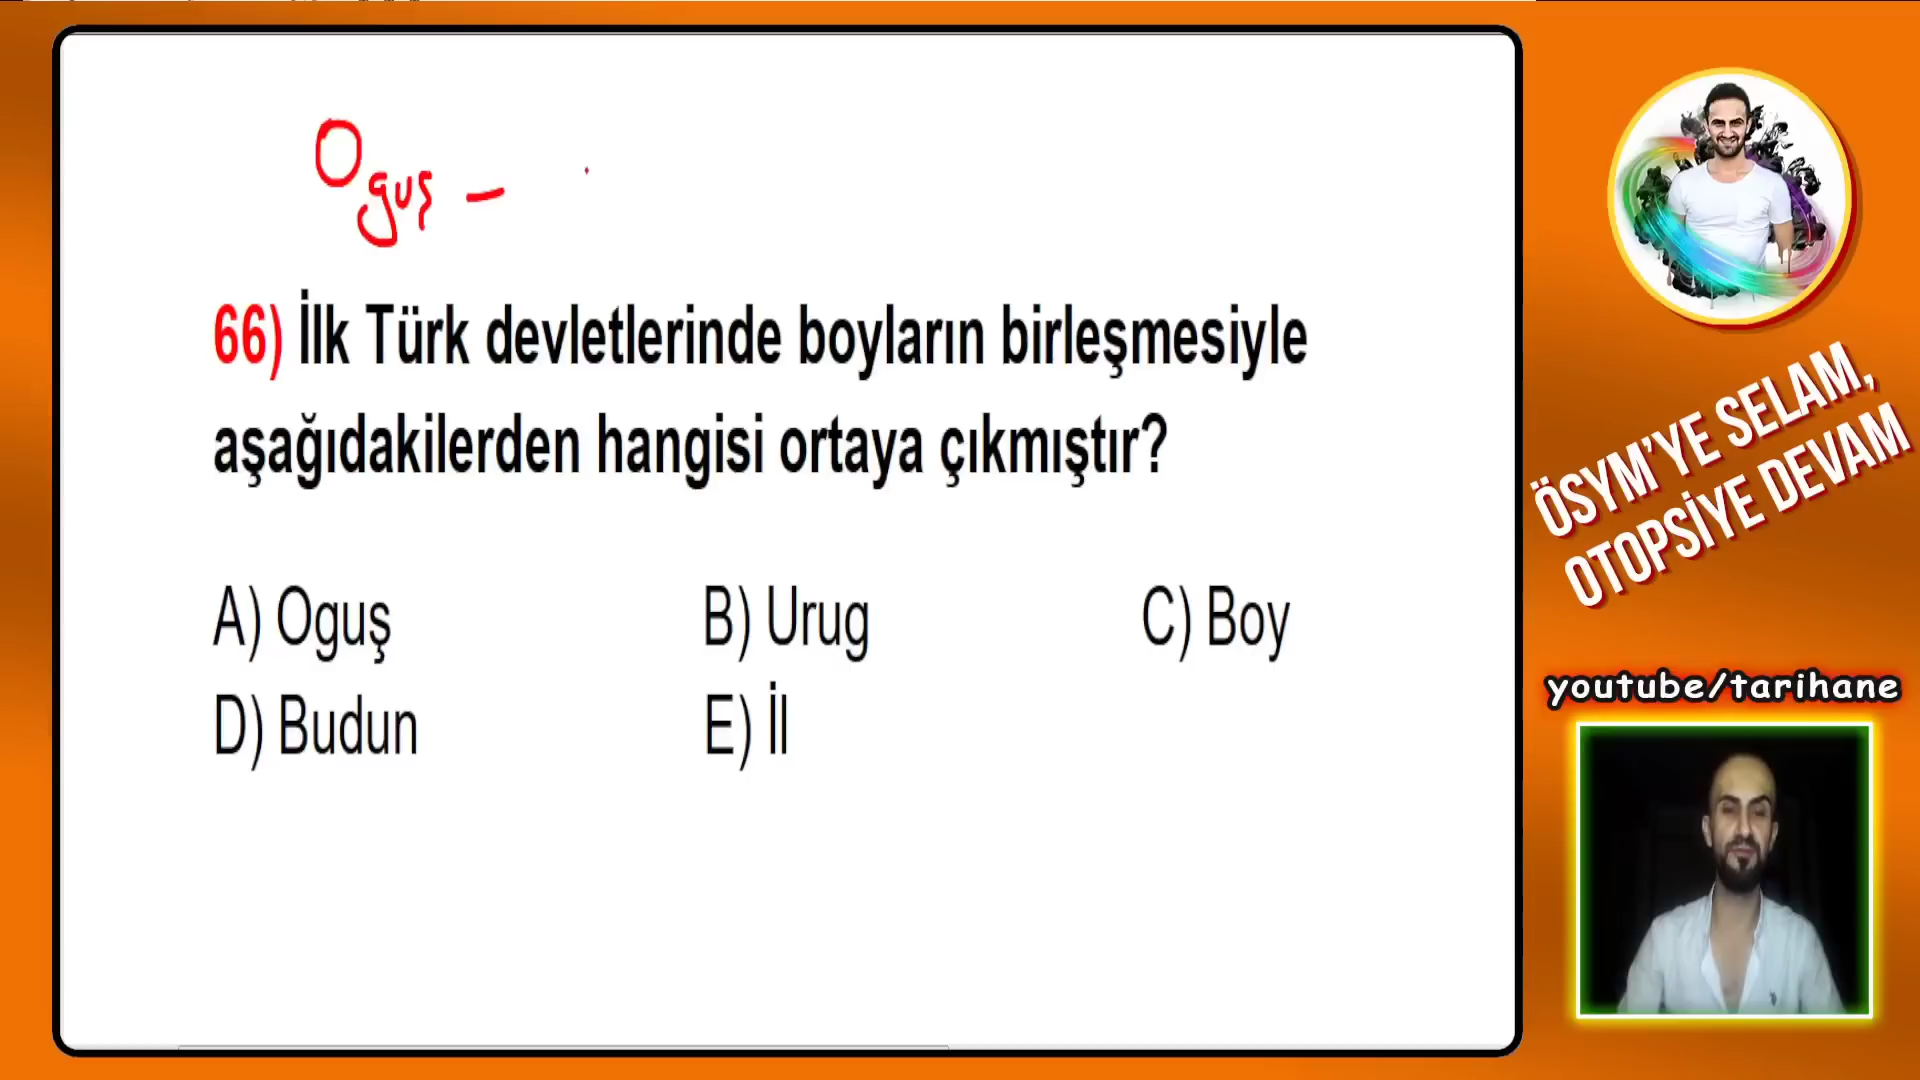 Oguş -
66) İlk Türk devletlerinde boyların birleşmesiyle
aşağıdakilerden hangisi ortaya çıkmıştır?
A) Oguş B) Urug C) Boy
D) Budun E) İl
ÖSYM'YE SELAM,
OTOPSİYE DEVAM
youtube/tarihane